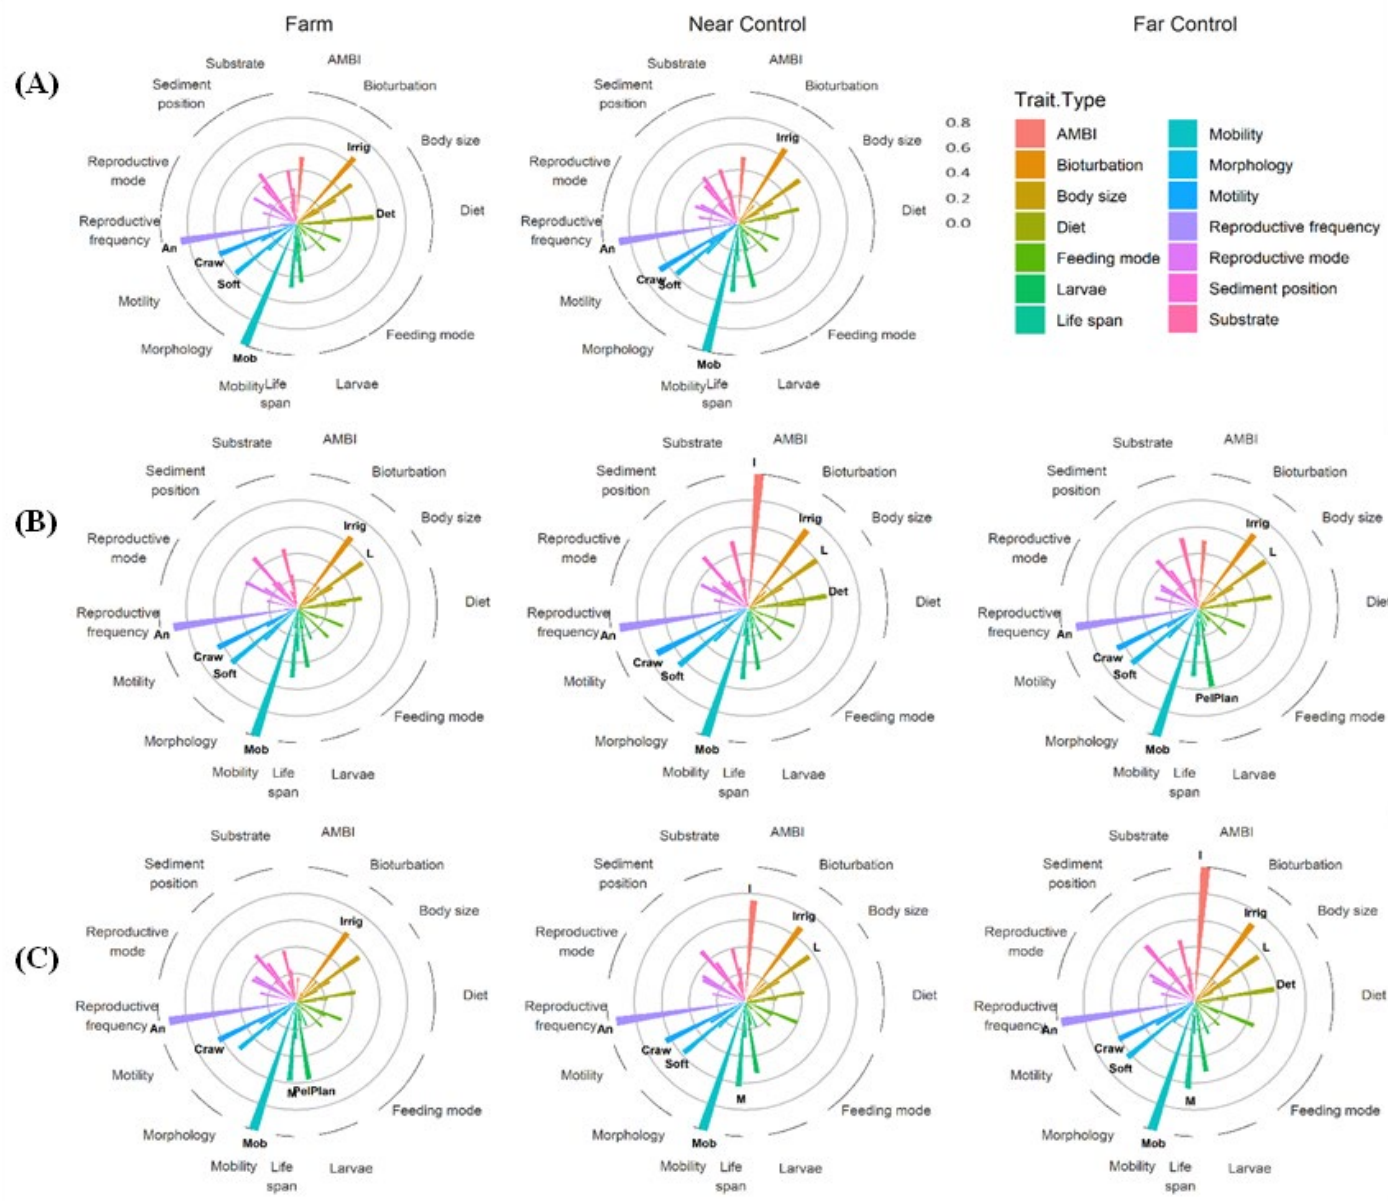 Farm
Near Control
Far Control
(A)
Substrate
AMBI
Sediment
position
Bioturbation
Irrig
Body size
Reproductive
mode
Det
Diet
Reproductive
frequency
An
Craw
Soft
Motility
Morphology
Mob
Feeding mode
Mobility
Life
span
Larvae
Substrate
AMBI
Sediment
position
Bioturbation
Irrig
Body size
Reproductive
mode
Diet
Reproductive
frequency
An
Craw
Soft
Motility
Morphology
Mob
Feeding mode
Mobility
Life
span
Larvae
0.8
0.6
0.4
0.2
0.0
Trait.Type
AMBI
Bioturbation
Body size
Diet
Feeding mode
Larvae
Life span
Mobility
Morphology
Motility
Reproductive frequency
Reproductive mode
Sediment position
Substrate
(B)
Substrate
AMBI
Sediment
position
Bioturbation
Irrig
Body size
L
Reproductive
mode
Diet
Reproductive
frequency
An
Craw
Soft
Motility
Morphology
Mob
Feeding mode
Mobility
Life
span
Larvae
Substrate
AMBI
I
Sediment
position
Bioturbation
Irrig
Body size
L
Reproductive
mode
Det
Diet
Reproductive
frequency
An
Craw
Soft
Motility
Morphology
Mob
Feeding mode
Mobility
Life
span
Larvae
Substrate
AMBI
Sediment
position
Bioturbation
Irrig
Body size
L
Reproductive
mode
Diet
Reproductive
frequency
An
Craw
Soft
PelPlan
Motility
Morphology
Mob
Feeding mode
Mobility
Life
span
Larvae
(C)
Substrate
AMBI
Sediment
position
Bioturbation
Irrig
Body size
Reproductive
mode
Diet
Reproductive
frequency
An
Craw
M
PelPlan
Motility
Morphology
Mob
Feeding mode
Mobility
Life
span
Larvae
Substrate
AMBI
I
Sediment
position
Bioturbation
Irrig
Body size
L
Reproductive
mode
Diet
Reproductive
frequency
An
Craw
Soft
M
Motility
Morphology
Mob
Feeding mode
Mobility
Life
span
Larvae
Substrate
AMBI
I
Sediment
position
Bioturbation
Irrig
Body size
L
Reproductive
mode
Det
Diet
Reproductive
frequency
An
Craw
Soft
M
Motility
Morphology
Mob
Feeding mode
Mobility
Life
span
Larvae